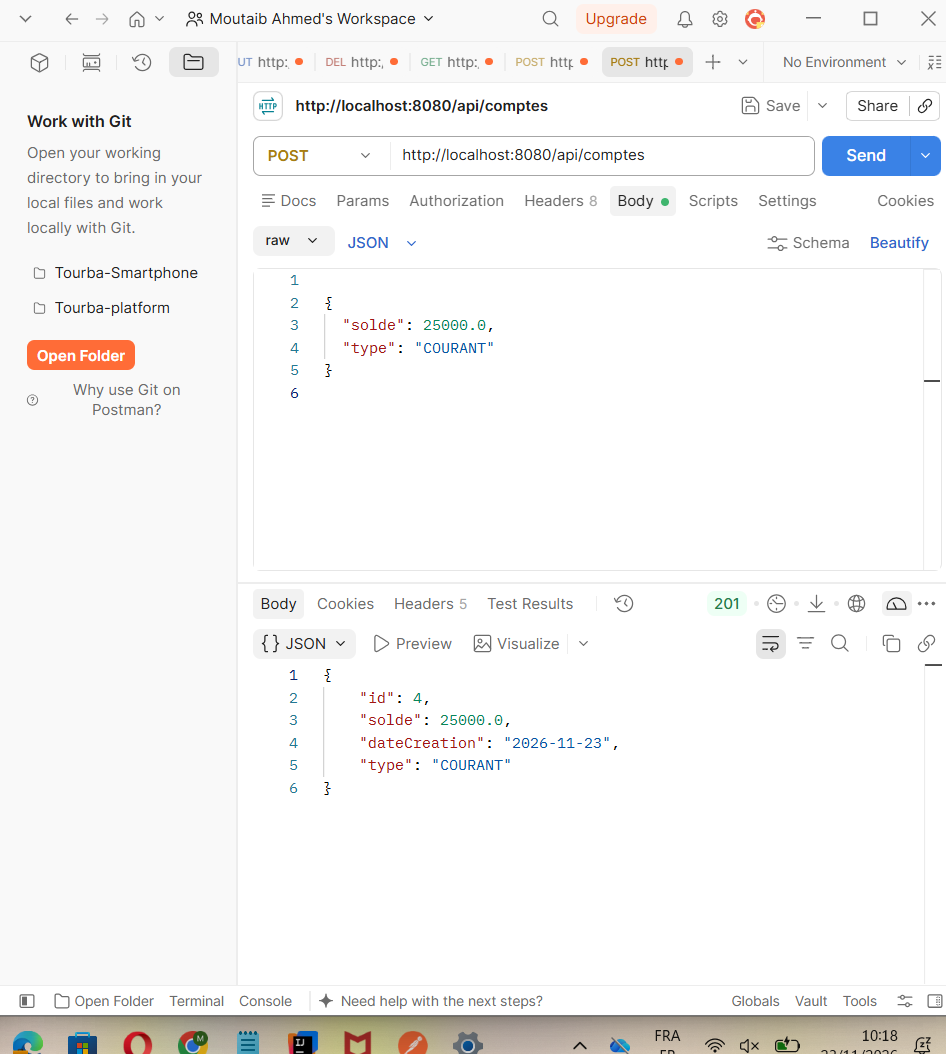 Moutaib Ahmed's Workspace
Upgrade
UT http:
DEL http:
GET http:
POST http
POST http
No Environment
Work with Git
Open your working
directory to bring in your
local files and work
locally with Git.
Tourba-Smartphone
Tourba-platform
Open Folder
Why use Git on
Postman?
HTTP
http://localhost:8080/api/comptes
Save
Share
POST
http://localhost:8080/api/comptes
Send
Docs
Params
Authorization
Headers 8
Body
Scripts
Settings
Cookies
raw
JSON
Schema
Beautify
1
2 {
3 "solde": 25000.0,
4 "type": "COURANT"
5 }
6
Body
Cookies
Headers 5
Test Results
201
{} JSON
Preview
Visualize
1 {
2 "id": 4,
3 "solde": 25000.0,
4 "dateCreation": "2026-11-23",
5 "type": "COURANT"
6 }
Open Folder
Terminal
Console
Need help with the next steps?
Globals
Vault
Tools
M
IJ
FRA
10:18